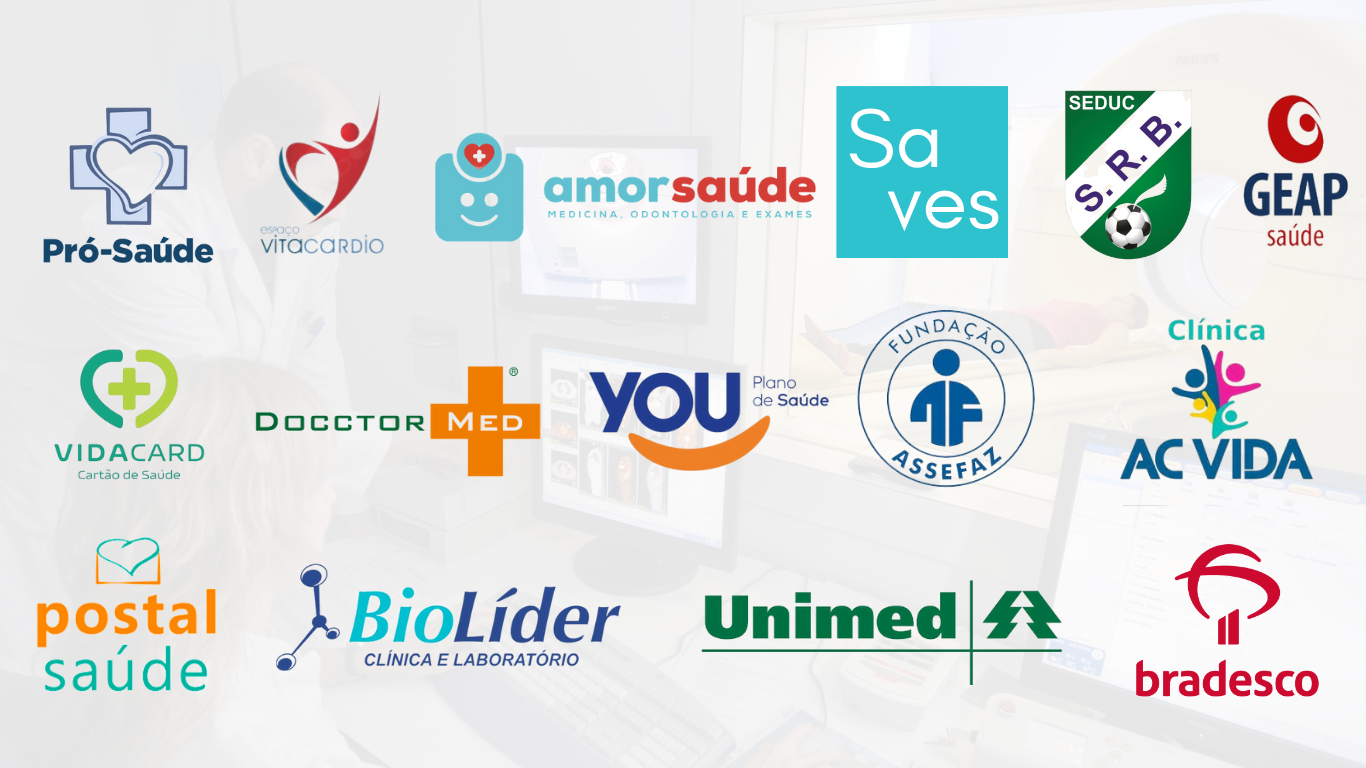 Pró-Saúde
espaço
vitacardio
amorsaúde
MEDICINA, ODONTOLOGIA E EXAMES
Sa
ves
SEDUC
S. R. B.
GEAP
saúde
VIDACARD
Cartão de Saúde
DOCCTOR MED ®
YOU
Plano
de Saúde
FUNDAÇÃO
ASSEFAZ
Clínica
AC VIDA
postal
saúde
BioLíder
CLÍNICA E LABORATÓRIO
Unimed
bradesco
PHILIPS